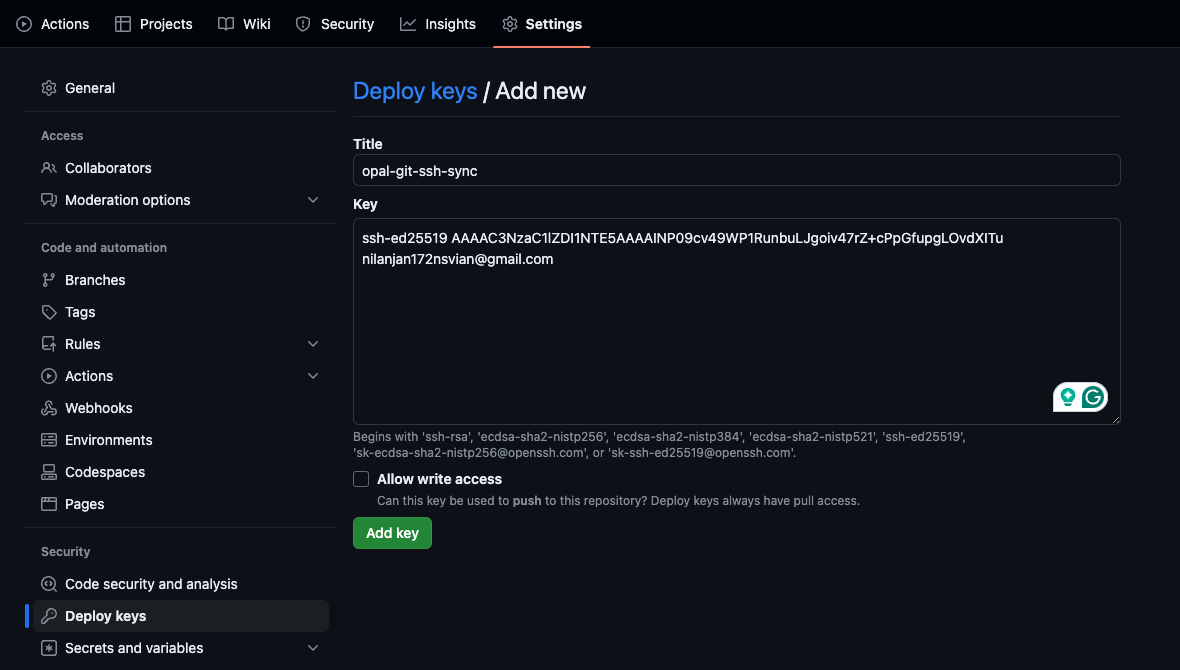 Actions Projects Wiki Security Insights Settings
General
Access
Collaborators
Moderation options
Code and automation
Branches
Tags
Rules
Actions
Webhooks
Environments
Codespaces
Pages
Security
Code security and analysis
Deploy keys
Secrets and variables
Deploy keys / Add new
Title
opal-git-ssh-sync
Key
ssh-ed25519 AAAAC3NzaC1lZDI1NTE5AAAAINP09cv49WP1RunbuLJgoiv47rZ+cPpGfupgLOvdXITu
nilanjan172nsvian@gmail.com
Begins with 'ssh-rsa', 'ecdsa-sha2-nistp256', 'ecdsa-sha2-nistp384', 'ecdsa-sha2-nistp521', 'ssh-ed25519',
'sk-ecdsa-sha2-nistp256@openssh.com', or 'sk-ssh-ed25519@openssh.com'.
Allow write access
Can this key be used to push to this repository? Deploy keys always have pull access.
Add key